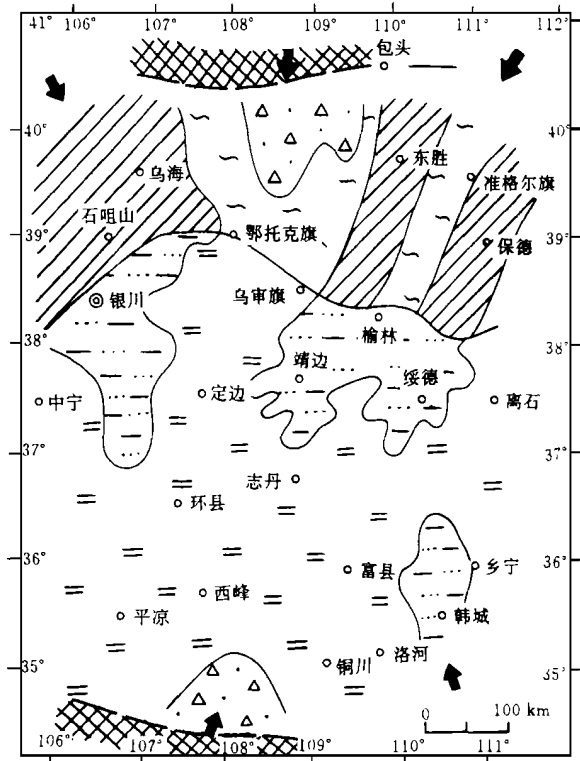 41° 106° 107° 108° 109° 110° 111° 112°
包头
40° 40°
东胜
乌海 准格尔旗
石咀山
39° 鄂托克旗 保德 39°
银川 乌审旗
38° 榆林 38°
靖边
中宁 定边 绥德 离石
37° 37°
志丹
环县
36° 富县 乡宁 36°
西峰
平凉 韩城
35° 铜川 洛河 35°
0 100 km
106° 107° 108° 109° 110° 111°